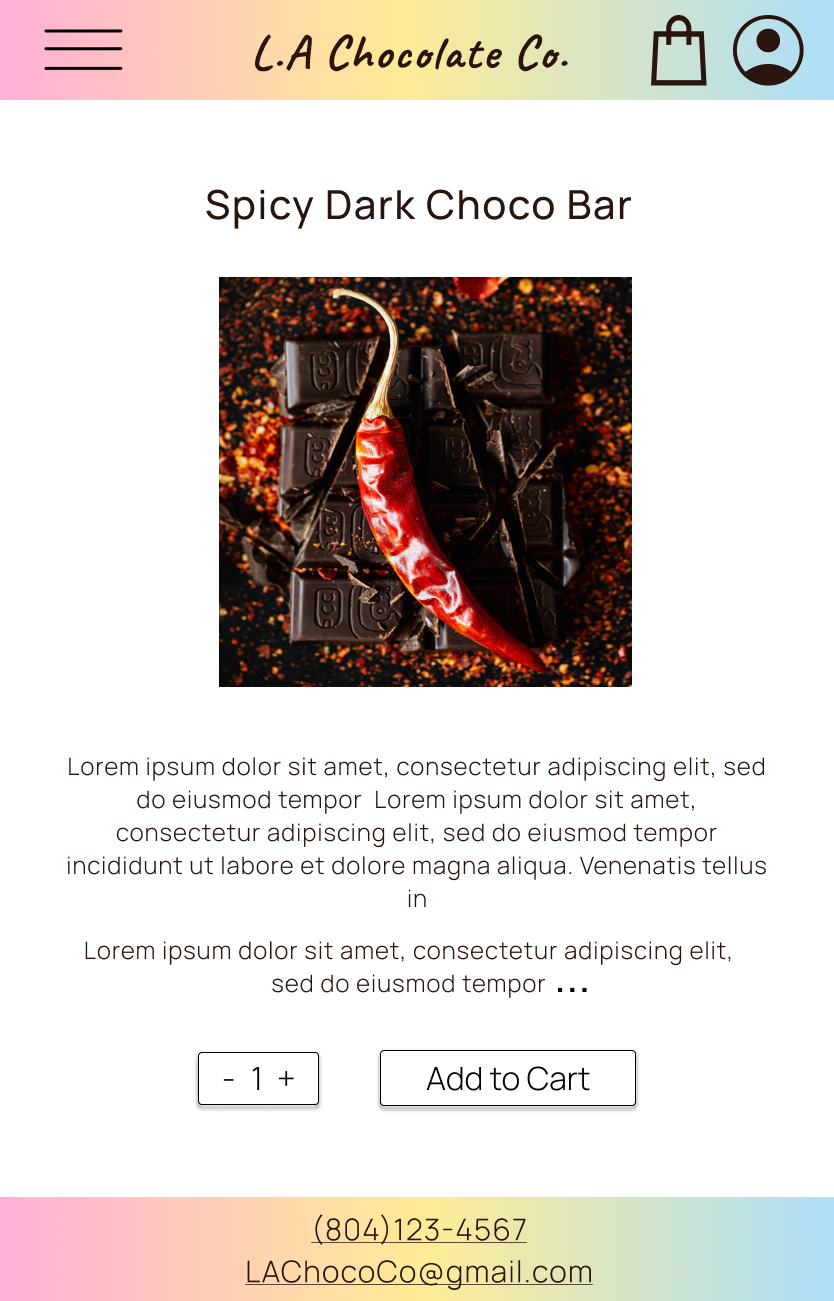 L.A Chocolate Co.
Spicy Dark Choco Bar
Lorem ipsum dolor sit amet, consectetur adipiscing elit, sed
do eiusmod tempor  Lorem ipsum dolor sit amet,
consectetur adipiscing elit, sed do eiusmod tempor
incididunt ut labore et dolore magna aliqua. Venenatis tellus
in
Lorem ipsum dolor sit amet, consectetur adipiscing elit,
sed do eiusmod tempor ...
- 1 + Add to Cart
(804)123-4567
LAChocoCo@gmail.com